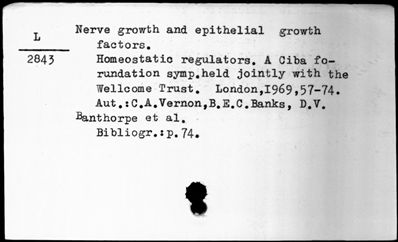 L
2843
Nerve growth and epithelial growth
factors.
Homeostatic regulators. A Ciba fo-
rundation symp.held jointly with the
Wellcome Trust. London,I969,57-74.
Aut.:C.A.Vernon,B.E.C.Banks, D.V.
Banthorpe et al.
Bibliogr.:p.74.